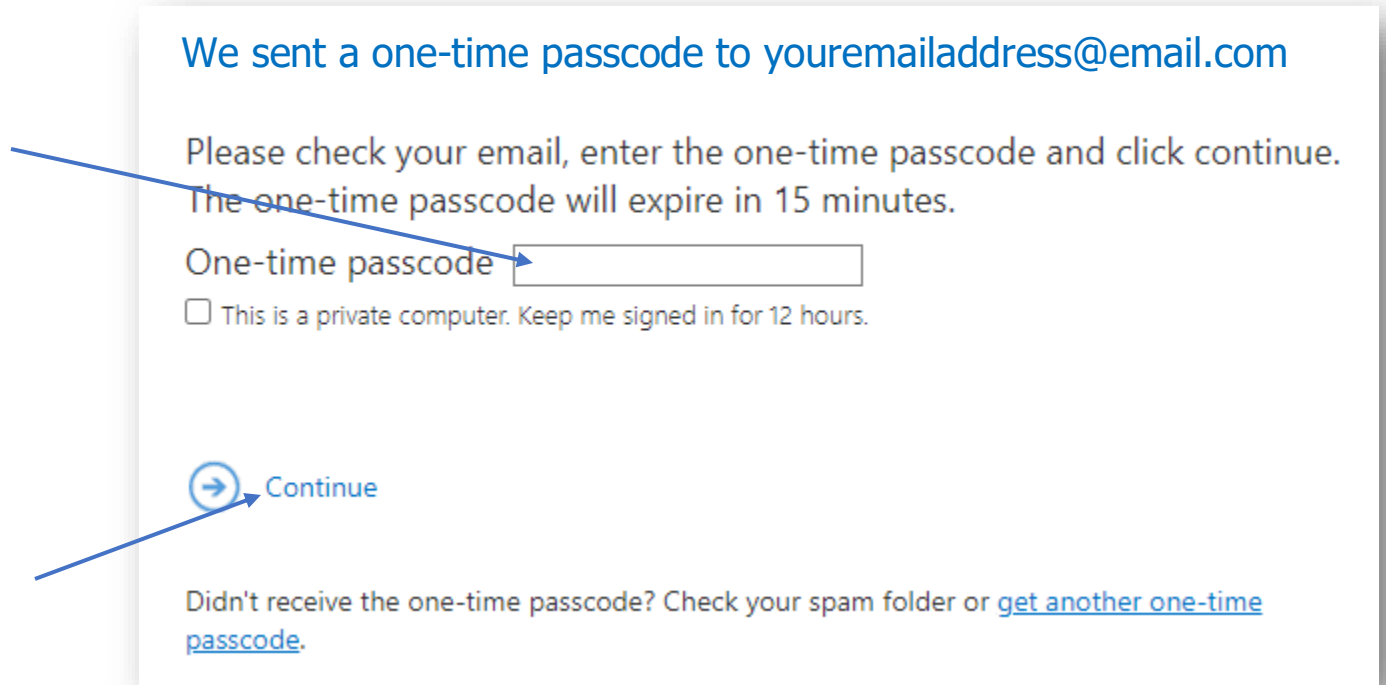 We sent a one-time passcode to youremailaddress@email.com
Please check your email, enter the one-time passcode and click continue.
The one-time passcode will expire in 15 minutes.
One-time passcode
This is a private computer. Keep me signed in for 12 hours.
Continue
Didn't receive the one-time passcode? Check your spam folder or get another one-time
passcode.